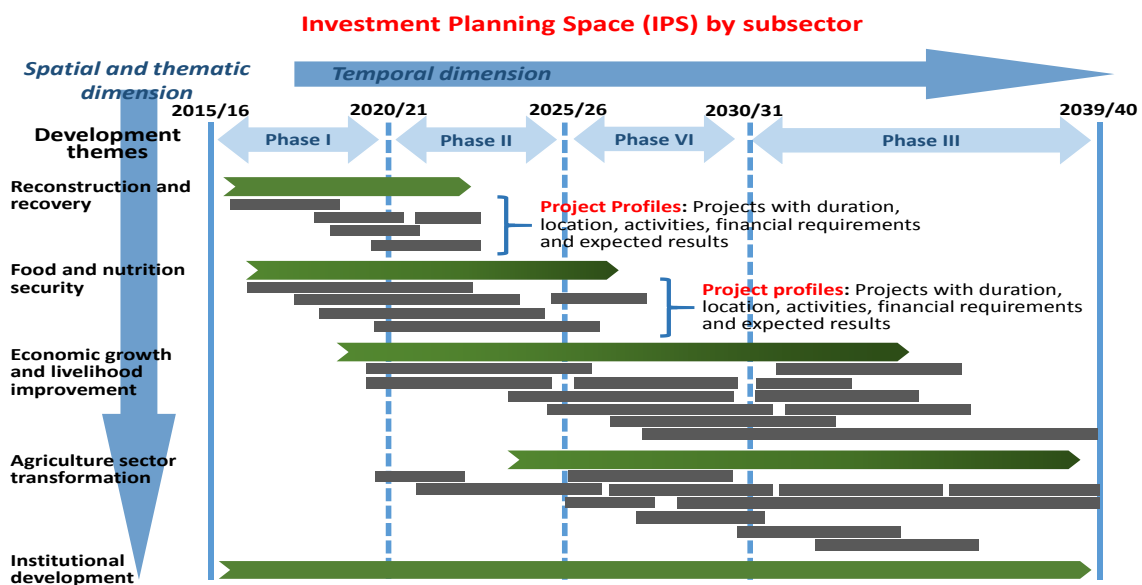 Investment Planning Space (IPS) by subsector
Spatial and thematic
dimension
Temporal dimension
2015/16
2020/21
2025/26
2030/31
2039/40
Development
themes
Phase I
Phase II
Phase VI
Phase III
Reconstruction and
recovery
Project Profiles: Projects with duration,
location, activities, financial requirements
and expected results
Food and nutrition
security
Project profiles: Projects with duration,
location, activities, financial requirements
and expected results
Economic growth
and livelihood
improvement
Agriculture sector
transformation
Institutional
development